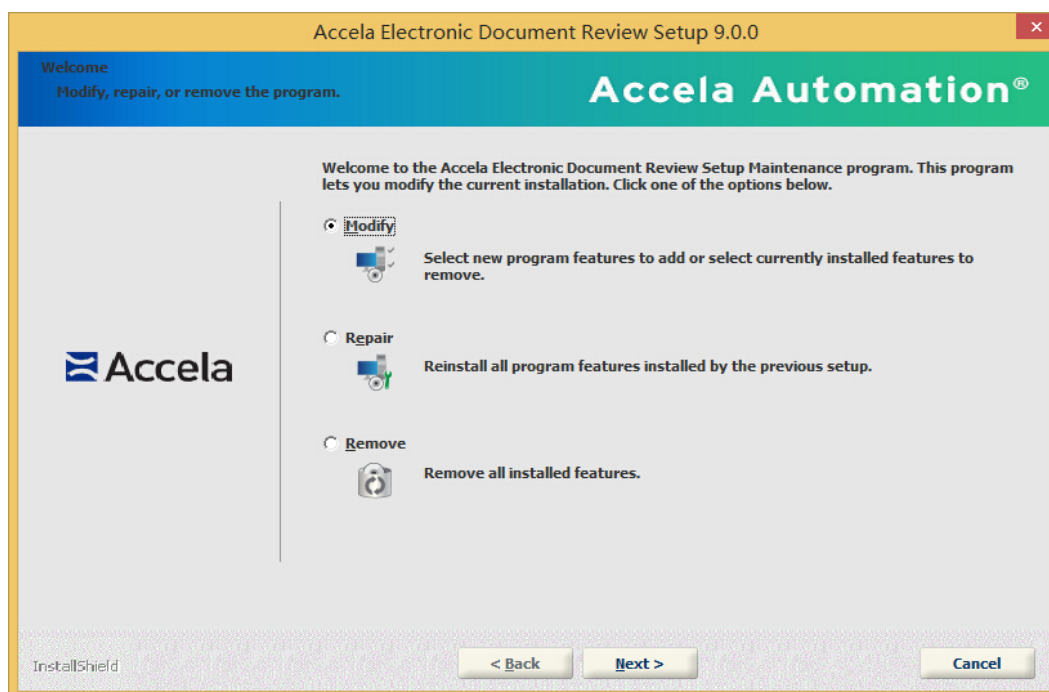 Accela Electronic Document Review Setup 9.0.0
Welcome
Modify, repair, or remove the program.
Accela Automation®
Welcome to the Accela Electronic Document Review Setup Maintenance program. This program
lets you modify the current installation. Click one of the options below.
Modify
Select new program features to add or select currently installed features to
remove.
Repair
Reinstall all program features installed by the previous setup.
Accela
Remove
Remove all installed features.
InstallShield
< Back
Next >
Cancel